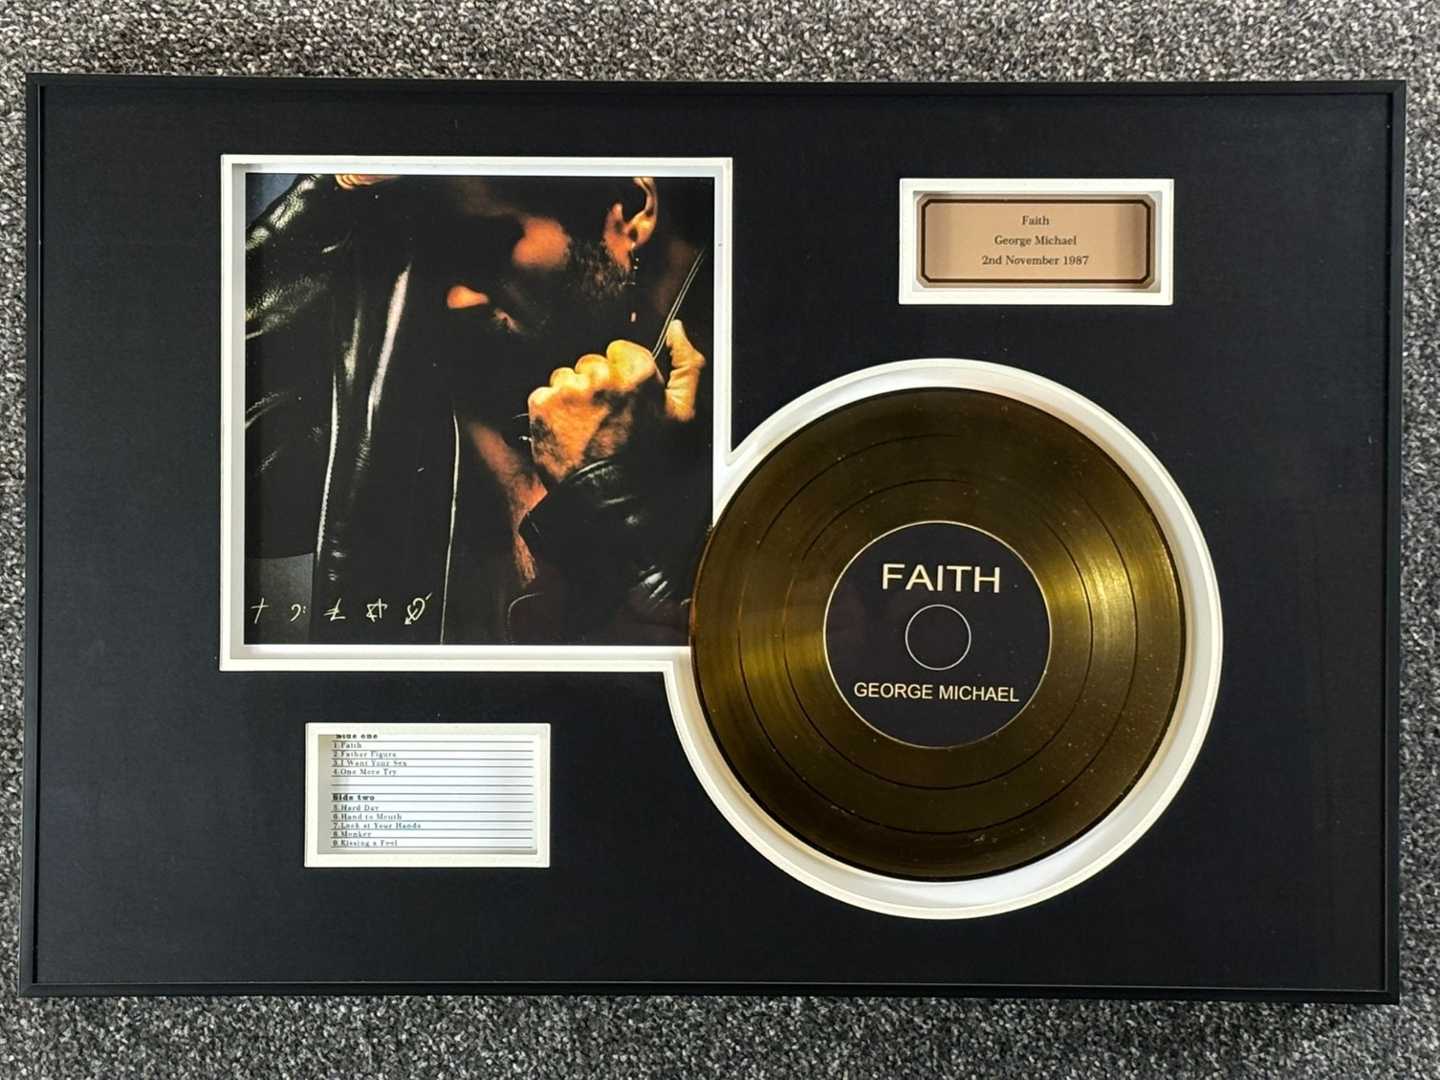 Faith
George Michael
2nd November 1987
FAITH
GEORGE MICHAEL
Side one
1.Faith
2.Father Figure
3.I Want Your Sex
4.One More Try
Side two
5.Hard Day
6.Hand to Mouth
7.Look at Your Hands
8.Monkey
9.Kissing a Fool